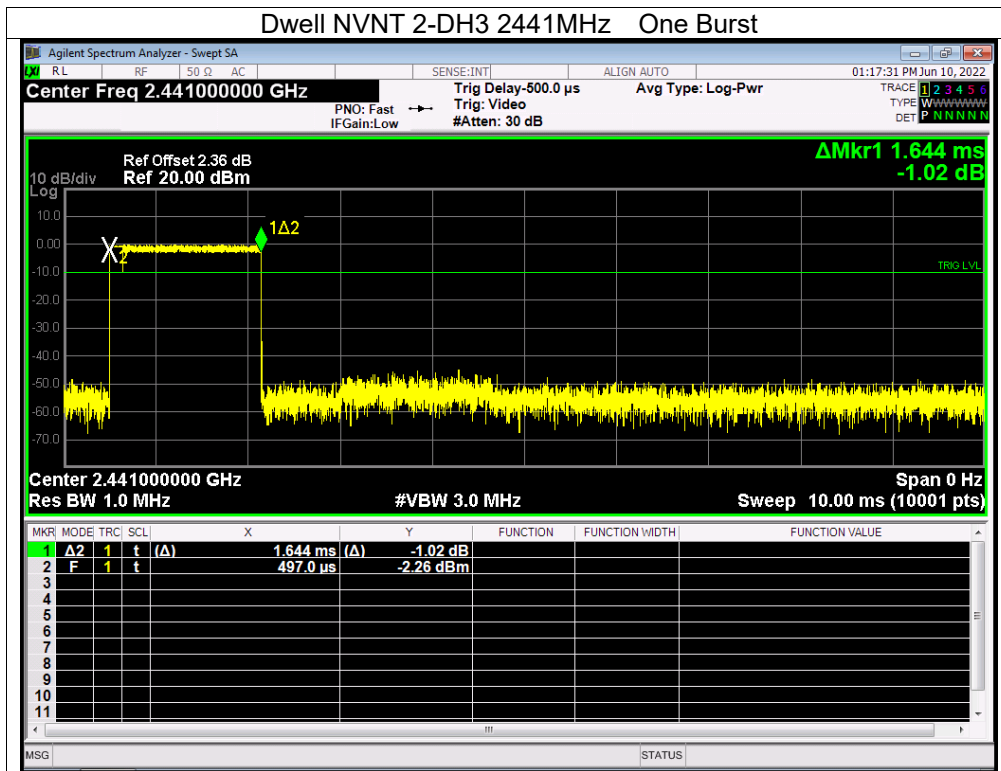 Dwell NVNT 2-DH3 2441MHz One Burst
Agilent Spectrum Analyzer - Swept SA
LXI RL RF 50 Ω AC SENSE:INT ALIGN AUTO 01:17:31 PM Jun 10, 2022
Center Freq 2.441000000 GHz Trig Delay-500.0 µs Avg Type: Log-Pwr TRACE 1 2 3 4 5 6
PNO: Fast Trig: Video TYPE WWWWWW
IFGain:Low #Atten: 30 dB DET P N N N N N
ΔMkr1 1.644 ms
-1.02 dB
Ref Offset 2.36 dB
10 dB/div Ref 20.00 dBm
Log
10.0
1Δ2
0.00
2
-10.0
TRIG LVL
-20.0
-30.0
-40.0
-50.0
-60.0
-70.0
Center 2.441000000 GHz Span 0 Hz
Res BW 1.0 MHz #VBW 3.0 MHz Sweep 10.00 ms (10001 pts)
MKR MODE TRC SCL X Y FUNCTION FUNCTION WIDTH FUNCTION VALUE
1 Δ2 1 t (Δ) 1.644 ms (Δ) -1.02 dB
2 F 1 t 497.0 µs -2.26 dBm
3
4
5
6
7
8
9
10
11
MSG STATUS